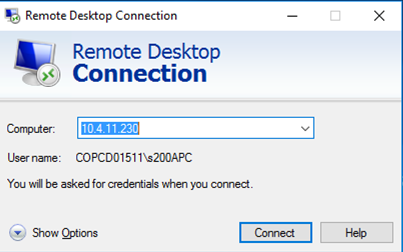 Remote Desktop Connection
Remote Desktop
Connection
Computer: 10.4.11.230
User name: COPCD01511\s200APC
You will be asked for credentials when you connect.
Show Options Connect Help